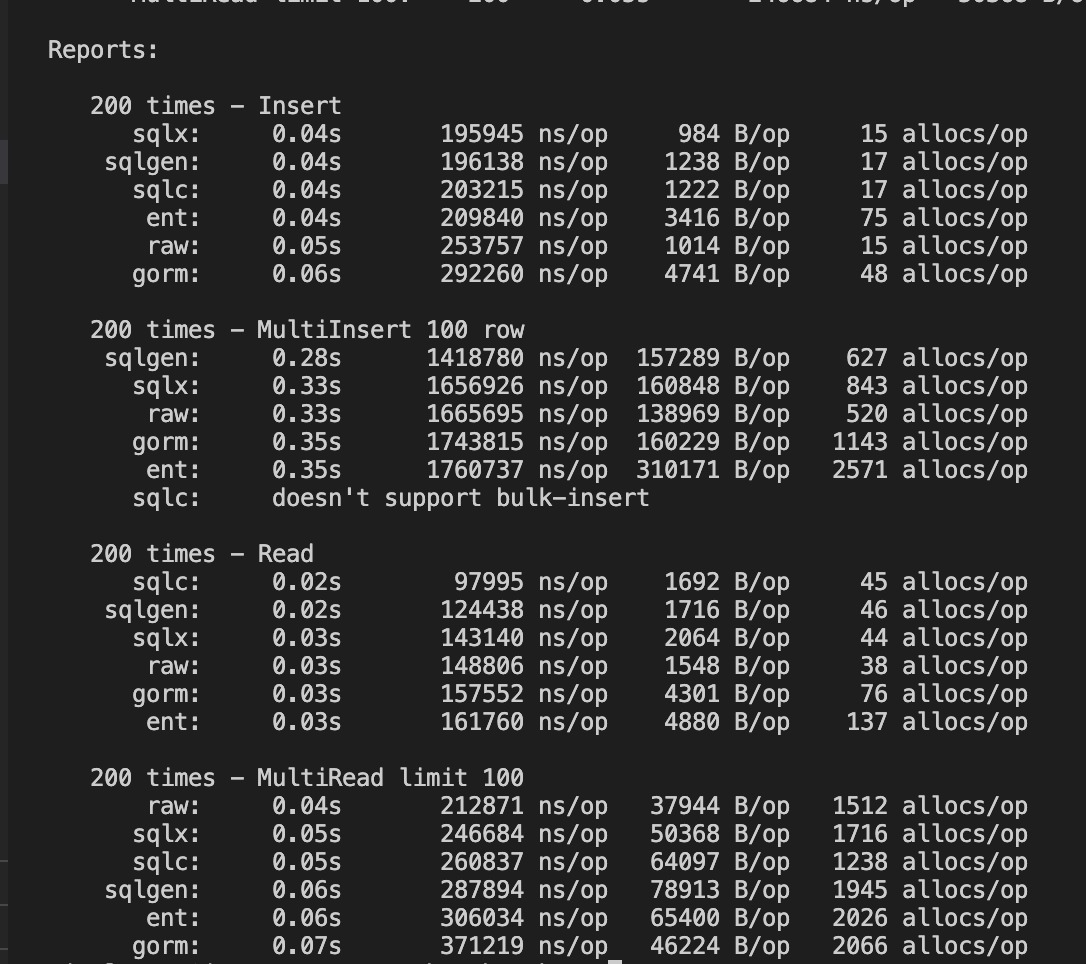 Reports:
200 times - Insert
sqlx: 0.04s 195945 ns/op 984 B/op 15 allocs/op
sqlgen: 0.04s 196138 ns/op 1238 B/op 17 allocs/op
sqlc: 0.04s 203215 ns/op 1222 B/op 17 allocs/op
ent: 0.04s 209840 ns/op 3416 B/op 75 allocs/op
raw: 0.05s 253757 ns/op 1014 B/op 15 allocs/op
gorm: 0.06s 292260 ns/op 4741 B/op 48 allocs/op
200 times - MultiInsert 100 row
sqlgen: 0.28s 1418780 ns/op 157289 B/op 627 allocs/op
sqlx: 0.33s 1656926 ns/op 160848 B/op 843 allocs/op
raw: 0.33s 1665695 ns/op 138969 B/op 520 allocs/op
gorm: 0.35s 1743815 ns/op 160229 B/op 1143 allocs/op
ent: 0.35s 1760737 ns/op 310171 B/op 2571 allocs/op
sqlc: doesn't support bulk-insert
200 times - Read
sqlc: 0.02s 97995 ns/op 1692 B/op 45 allocs/op
sqlgen: 0.02s 124438 ns/op 1716 B/op 46 allocs/op
sqlx: 0.03s 143140 ns/op 2064 B/op 44 allocs/op
raw: 0.03s 148806 ns/op 1548 B/op 38 allocs/op
gorm: 0.03s 157552 ns/op 4301 B/op 76 allocs/op
ent: 0.03s 161760 ns/op 4880 B/op 137 allocs/op
200 times - MultiRead limit 100
raw: 0.04s 212871 ns/op 37944 B/op 1512 allocs/op
sqlx: 0.05s 246684 ns/op 50368 B/op 1716 allocs/op
sqlc: 0.05s 260837 ns/op 64097 B/op 1238 allocs/op
sqlgen: 0.06s 287894 ns/op 78913 B/op 1945 allocs/op
ent: 0.06s 306034 ns/op 65400 B/op 2026 allocs/op
gorm: 0.07s 371219 ns/op 46224 B/op 2066 allocs/op